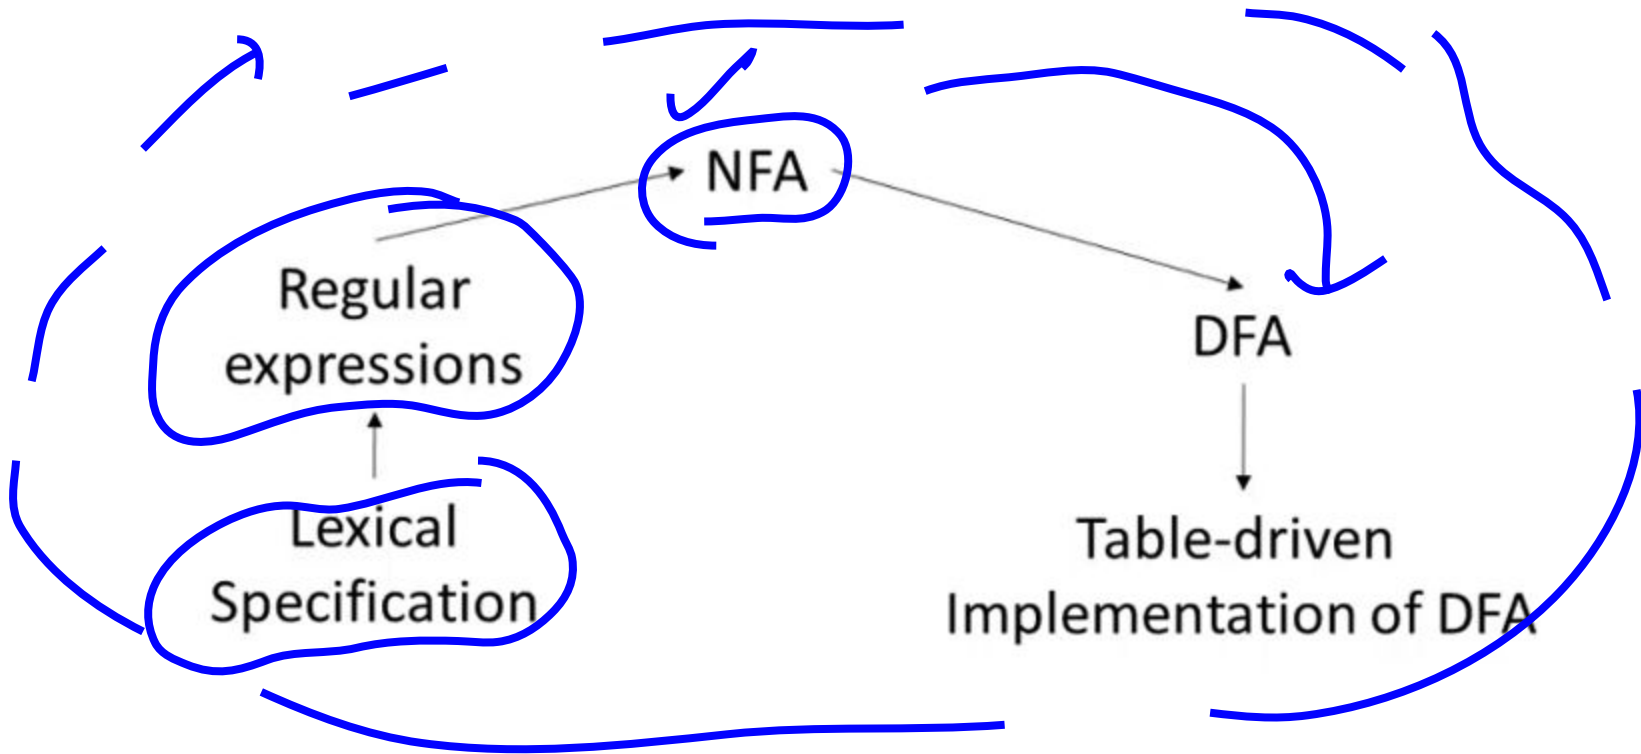 NFA
Regular
expressions
DFA
Lexical
Specification
Table-driven
Implementation of DFA